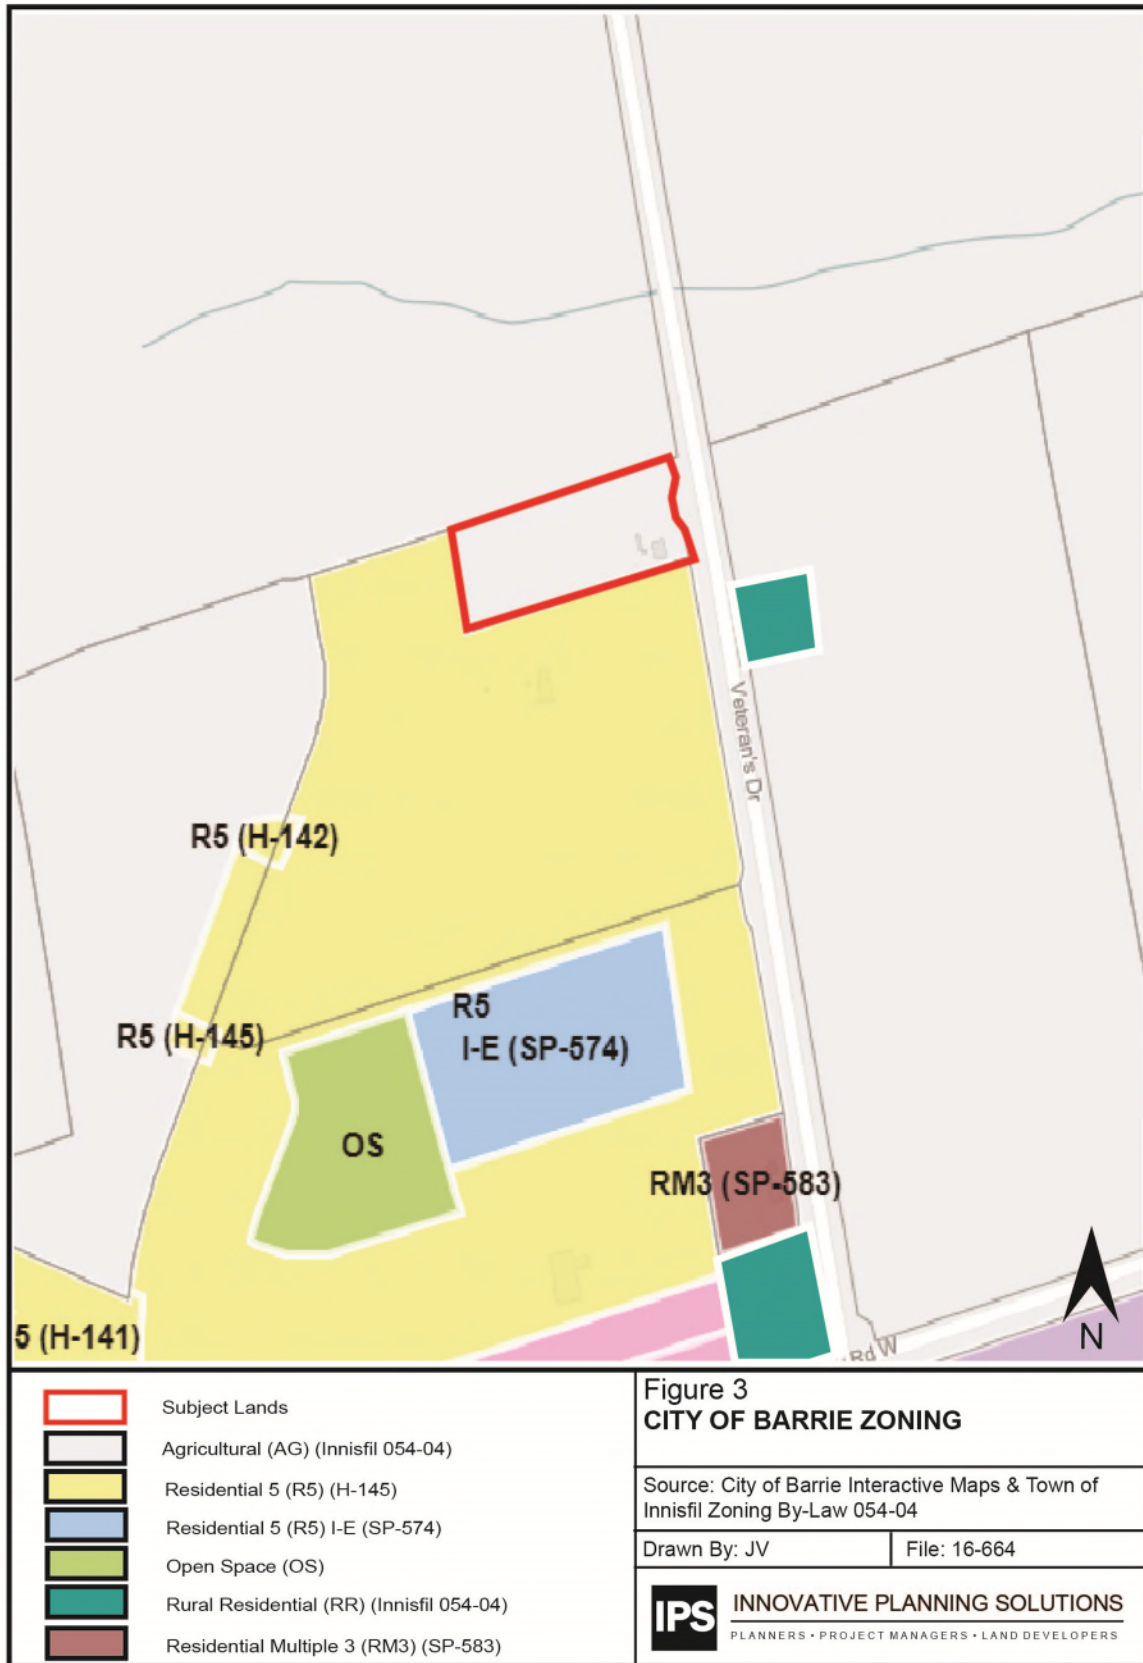 Veteran's Dr
R5 (H-142)
R5
R5 (H-145)
I-E (SP-574)
OS
RM3 (SP-583)
5 (H-141)
Rd W
N
Subject Lands
Agricultural (AG) (Innisfil 054-04)
Residential 5 (R5) (H-145)
Residential 5 (R5) I-E (SP-574)
Open Space (OS)
Rural Residential (RR) (Innisfil 054-04)
Residential Multiple 3 (RM3) (SP-583)
Figure 3
CITY OF BARRIE ZONING
Source: City of Barrie Interactive Maps & Town of
Innisfil Zoning By-Law 054-04
Drawn By: JV
File: 16-664
IPS
INNOVATIVE PLANNING SOLUTIONS
PLANNERS • PROJECT MANAGERS • LAND DEVELOPERS